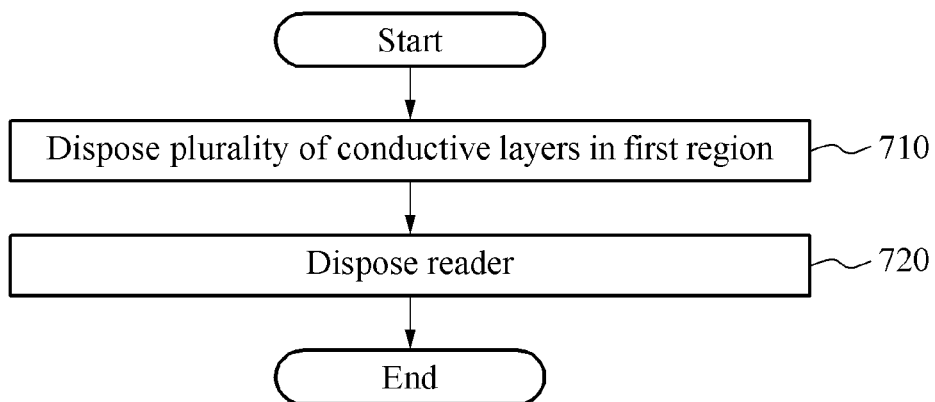 Start
Dispose plurality of conductive layers in first region
710
Dispose reader
720
End